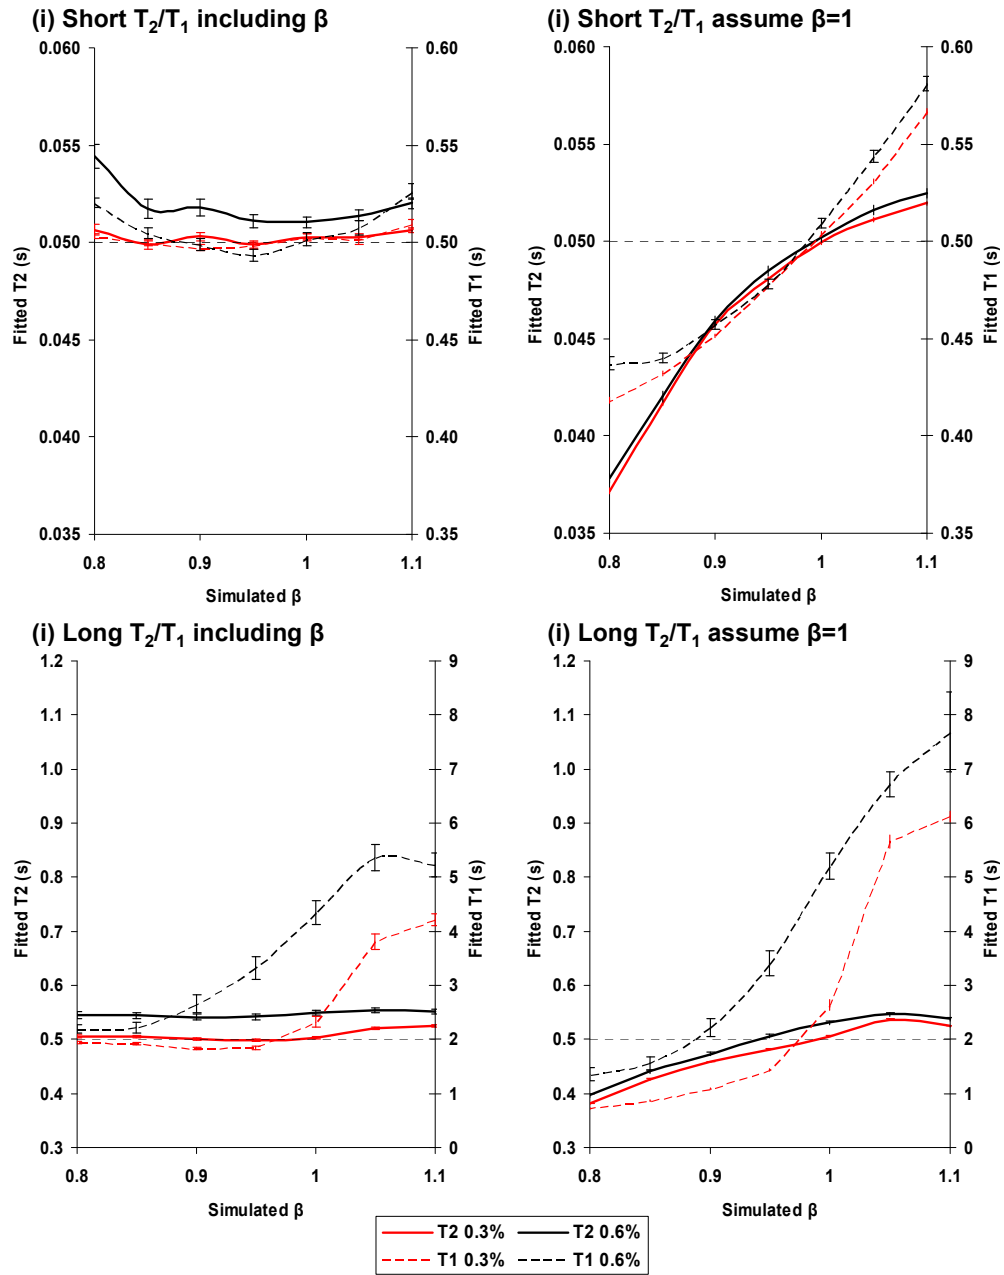 (i) Short T₂/T₁ including β
(i) Short T₂/T₁ assume β=1
0.060
0.055
0.050
0.045
0.040
0.035
Fitted T2 (s)
0.60
0.55
0.50
0.45
0.40
0.35
Fitted T1 (s)
0.8 0.9 1 1.1
Simulated β
0.060
0.055
0.050
0.045
0.040
0.035
Fitted T2 (s)
0.60
0.55
0.50
0.45
0.40
0.35
Fitted T1 (s)
0.8 0.9 1 1.1
Simulated β
(i) Long T₂/T₁ including β
(i) Long T₂/T₁ assume β=1
1.2
1.1
1.0
0.9
0.8
0.7
0.6
0.5
0.4
0.3
Fitted T2 (s)
9
8
7
6
5
4
3
2
1
0
Fitted T1 (s)
0.8 0.9 1 1.1
Simulated β
1.2
1.1
1.0
0.9
0.8
0.7
0.6
0.5
0.4
0.3
Fitted T2 (s)
9
8
7
6
5
4
3
2
1
0
Fitted T1 (s)
0.8 0.9 1 1.1
Simulated β
T2 0.3% T2 0.6%
T1 0.3% T1 0.6%